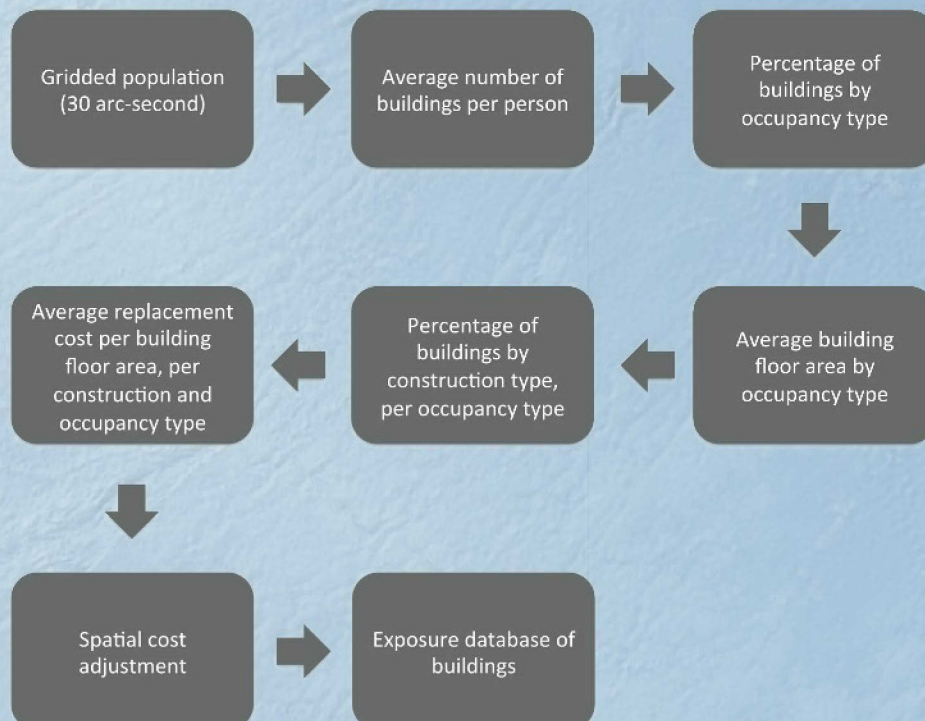 Gridded population
(30 arc-second)
Average number of
buildings per person
Percentage of
buildings by
occupancy type
Average building
floor area by
occupancy type
Percentage of
buildings by
construction type,
per occupancy type
Average replacement
cost per building
floor area, per
construction and
occupancy type
Spatial cost
adjustment
Exposure database of
buildings